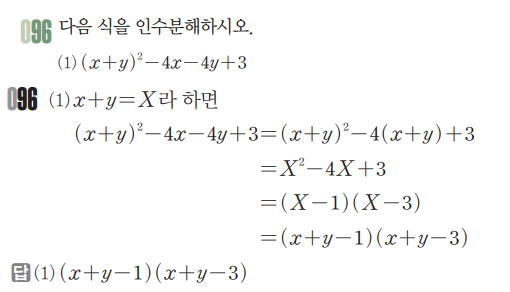 096 다음 식을 인수분해하시오.
(1) (x+y)²-4x-4y+3
096 (1) x+y=X라 하면
(x+y)²-4x-4y+3=(x+y)²-4(x+y)+3
=X²-4X+3
=(X-1)(X-3)
=(x+y-1)(x+y-3)
답 (1) (x+y-1)(x+y-3)